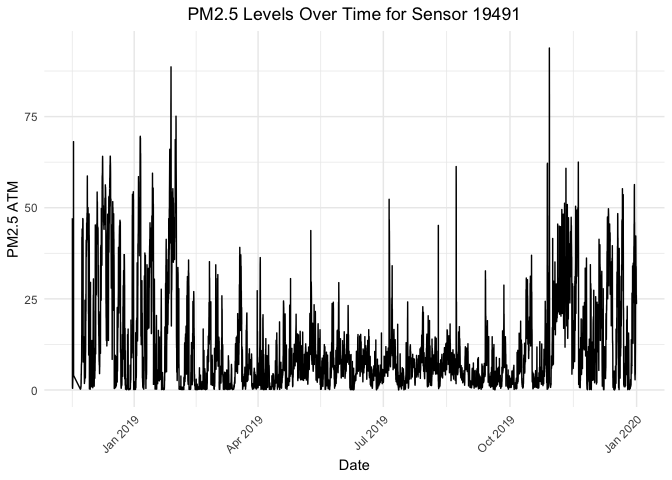 PM2.5 Levels Over Time for Sensor 19491
PM2.5 ATM
75
50
25
0
Jan 2019
Apr 2019
Jul 2019
Oct 2019
Jan 2020
Date